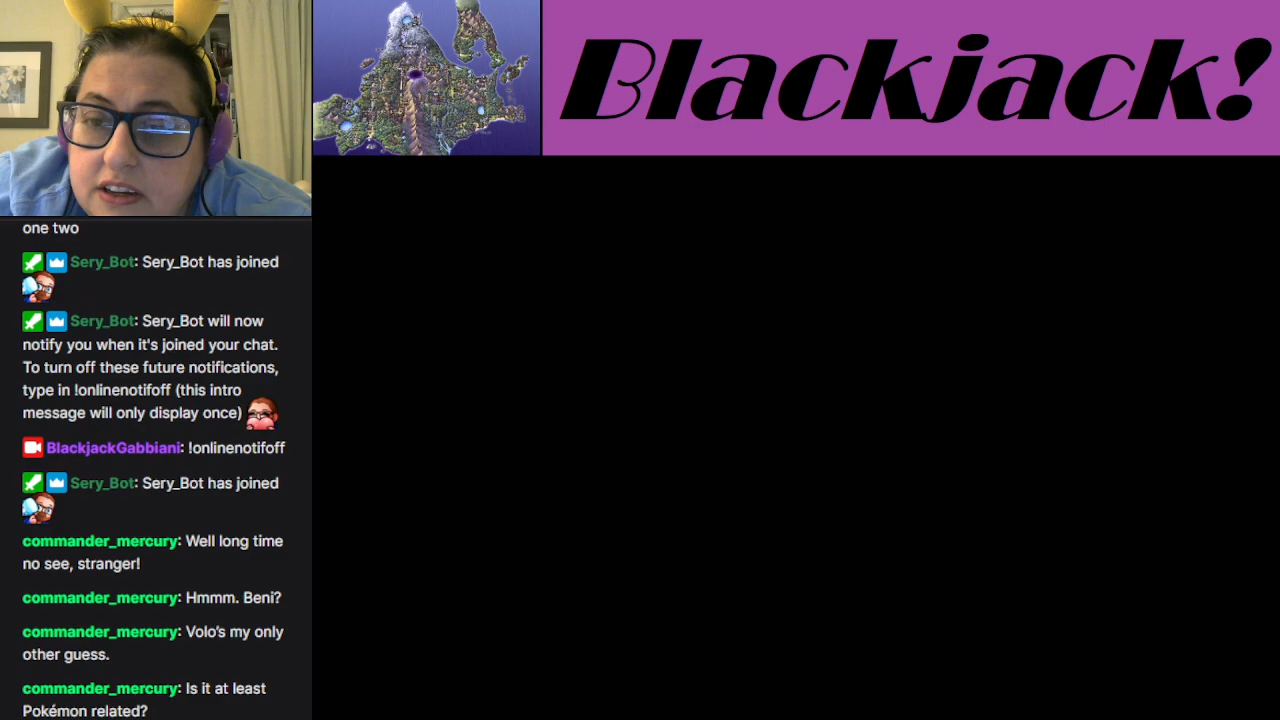 Blackjack!
one two
Sery_Bot: Sery_Bot has joined
Sery_Bot: Sery_Bot will now
notify you when it's joined your chat.
To turn off these future notifications,
type in !onlinenotifoff (this intro
message will only display once)
BlackjackGabbiani: !onlinenotifoff
Sery_Bot: Sery_Bot has joined
commander_mercury: Well long time
no see, stranger!
commander_mercury: Hmmm. Beni?
commander_mercury: Volo's my only
other guess.
commander_mercury: Is it at least
Pokémon related?